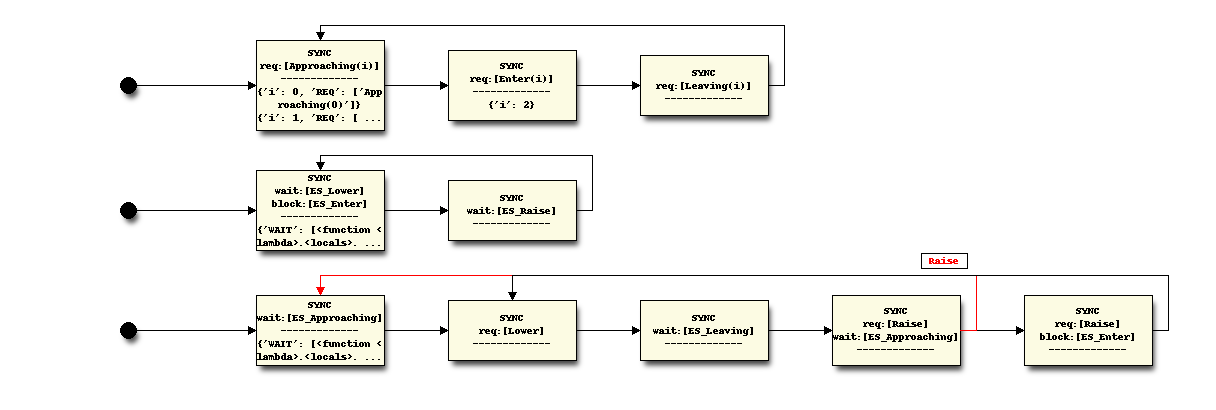 SYNC
req:[Approaching(i)]
-------------
{'i': 0, 'REQ': ['App
roaching(0)']}
{'i': 1, 'REQ': [ ...
SYNC
req:[Enter(i)]
-------------
{'i': 2}
SYNC
req:[Leaving(i)]
-------------
SYNC
wait:[ES_Lower]
block:[ES_Enter]
-------------
{'WAIT': [<function <
lambda>.<locals>. ...
SYNC
wait:[ES_Raise]
-------------
Raise
SYNC
wait:[ES_Approaching]
-------------
{'WAIT': [<function <
lambda>.<locals>. ...
SYNC
req:[Lower]
-------------
SYNC
wait:[ES_Leaving]
-------------
SYNC
req:[Raise]
wait:[ES_Approaching]
-------------
SYNC
req:[Raise]
block:[ES_Enter]
-------------